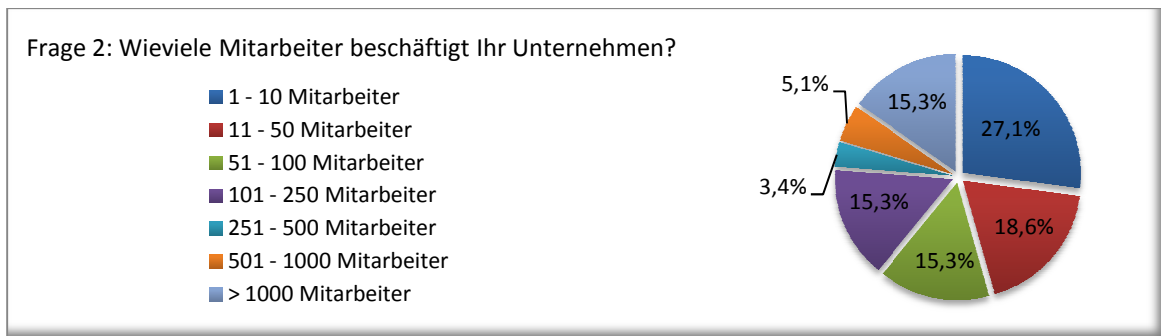 Frage 2: Wieviele Mitarbeiter beschäftigt Ihr Unternehmen?
1 - 10 Mitarbeiter
11 - 50 Mitarbeiter
51 - 100 Mitarbeiter
101 - 250 Mitarbeiter
251 - 500 Mitarbeiter
501 - 1000 Mitarbeiter
> 1000 Mitarbeiter
27,1%
18,6%
15,3%
15,3%
3,4%
5,1%
15,3%